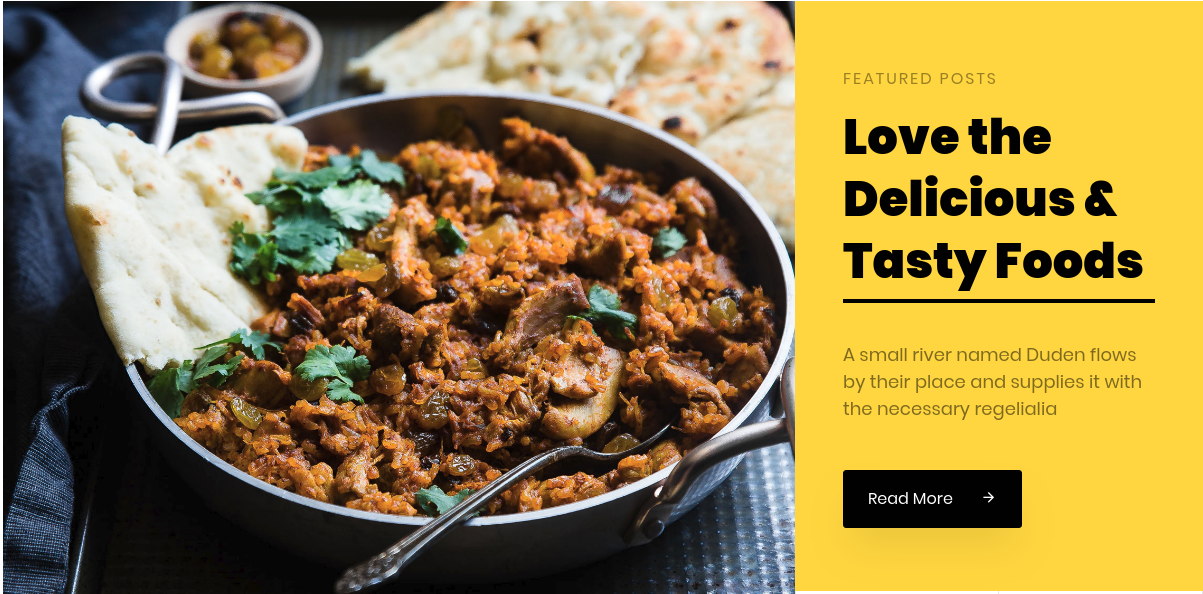 FEATURED POSTS
Love the
Delicious &
Tasty Foods
A small river named Duden flows
by their place and supplies it with
the necessary regelialia
Read More →